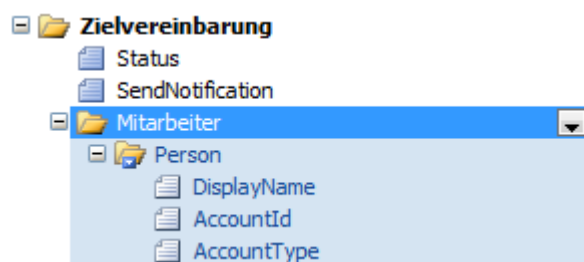 Zielvereinbarung
Status
SendNotification
Mitarbeiter
Person
DisplayName
AccountId
AccountType